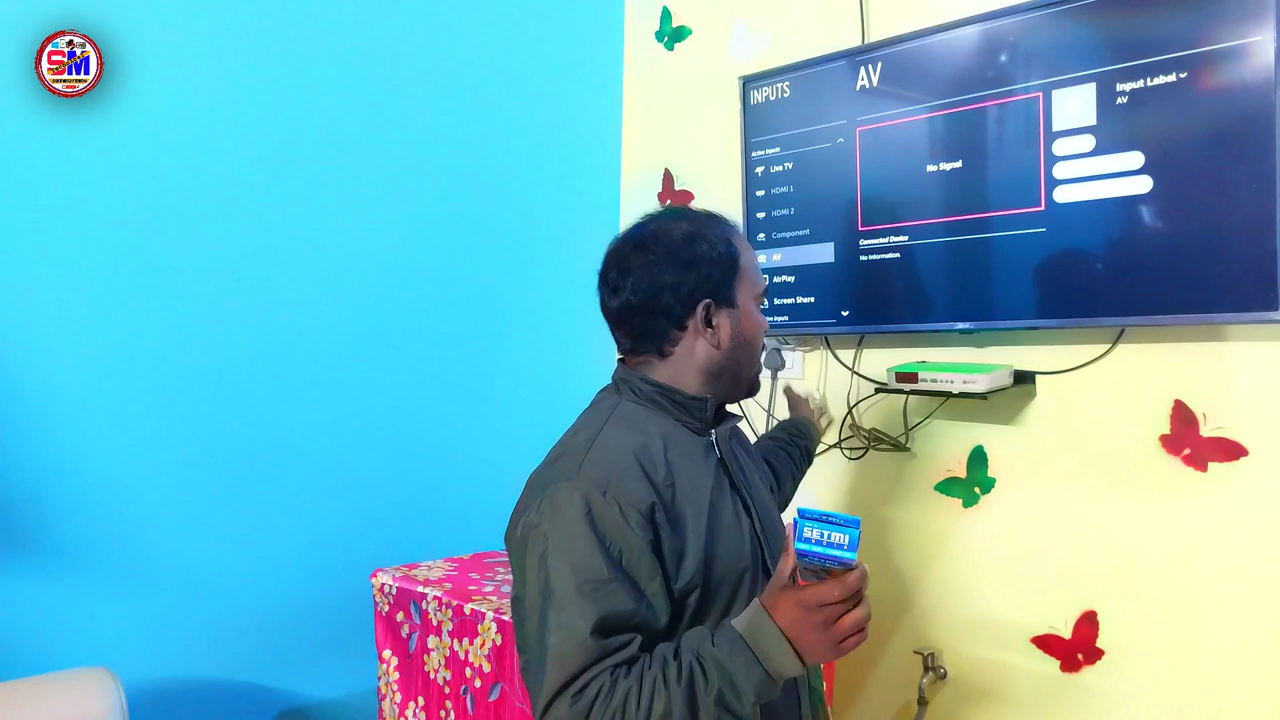 SM
INPUTS
Active Inputs
Live TV
HDMI 1
HDMI 2
Component
AV
AirPlay
Screen Share
AV
No Signal
Connected Device
No Information.
Input Label
AV
SETMI
INDIA